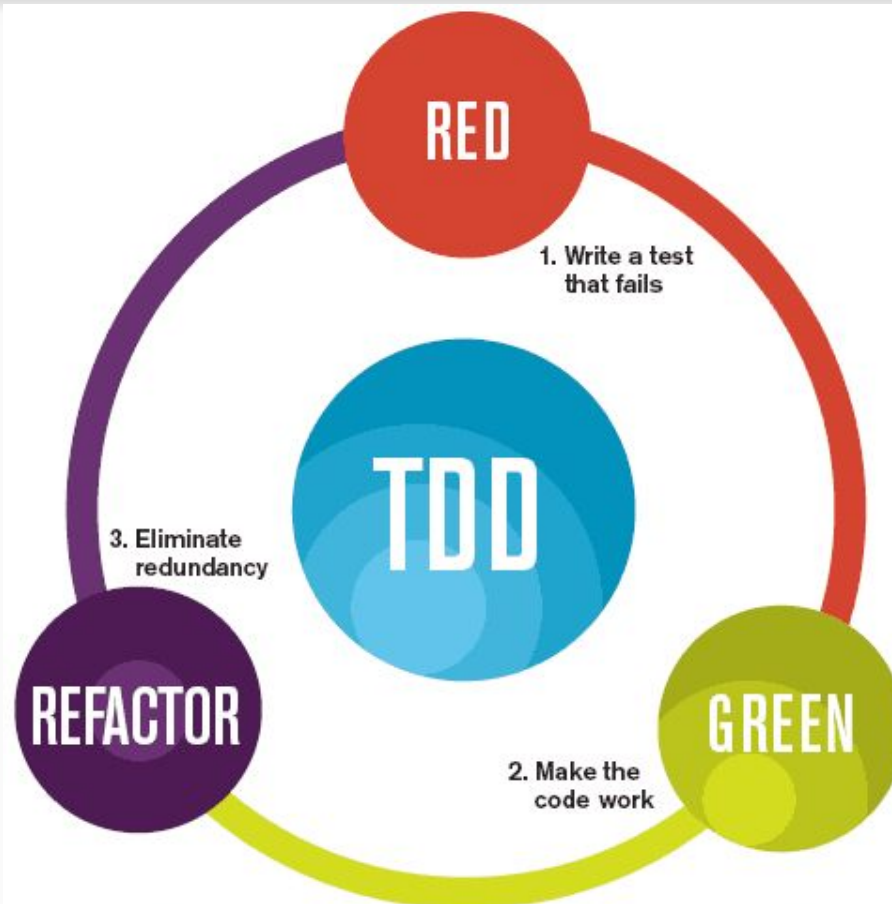 RED
1. Write a test
that fails
TDD
3. Eliminate
redundancy
REFACTOR
GREEN
2. Make the
code work